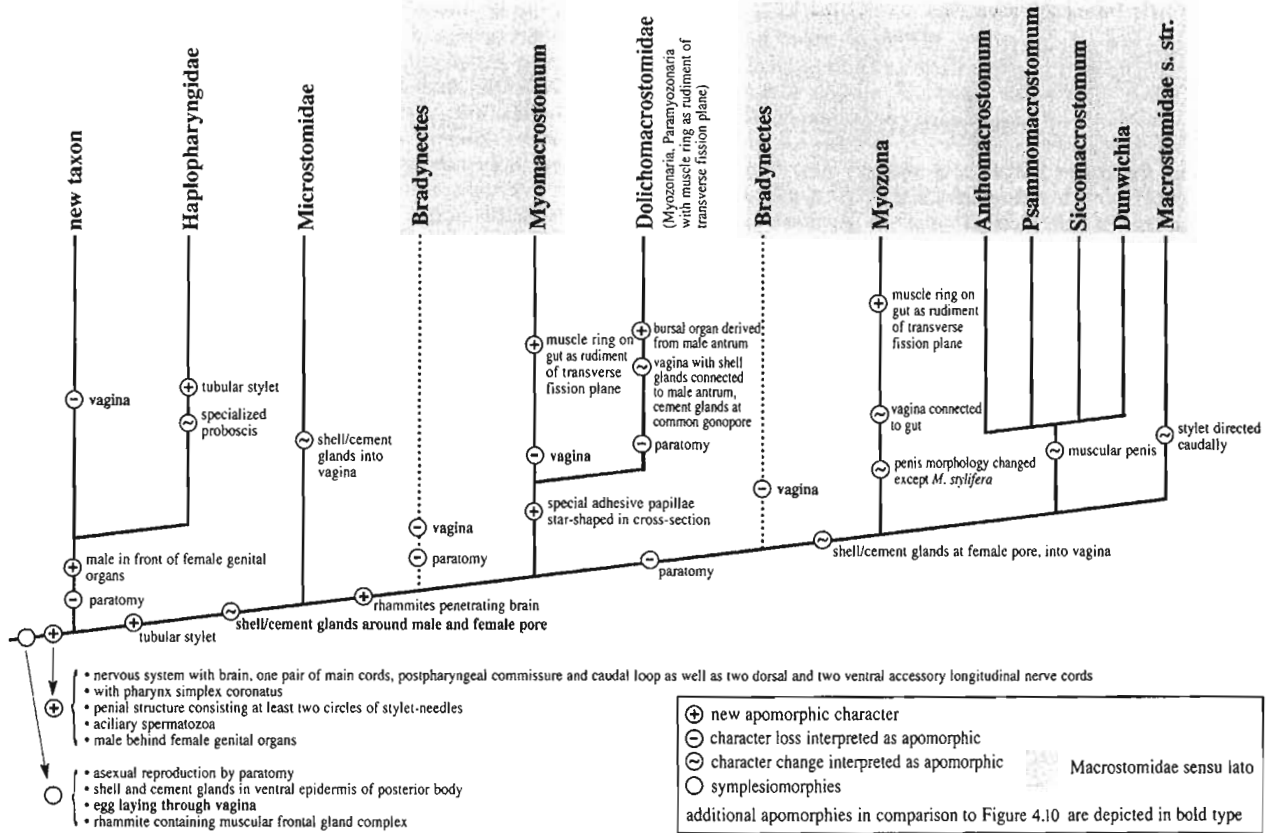 new taxon
Haplopharyngidae
Microstomidae
Bradynectes
Myomacrostomum
Dolichomacrostomidae
(Myozonaria, Paramyozonaria
with muscle ring as rudiment of
transverse fission plane)
Bradynectes
Myozona
Anthomacrostomum
Psammomacrostomum
Siccomacrostomum
Dunwichia
Macrostomidae s. str.
vagina
tubular stylet
specialized
proboscis
male in front of female genital
organs
paratomy
shell/cement
glands into
vagina
vagina
paratomy
muscle ring on
gut as rudiment
of transverse
fission plane
vagina
special adhesive papillae
star-shaped in cross-section
bursal organ derived
from male antrum
vagina with shell
glands connected
to male antrum,
cement glands at
common gonopore
paratomy
vagina
muscle ring on
gut as rudiment
of transverse
fission plane
vagina connected
to gut
penis morphology changed
except M. stylifera
muscular penis
stylet directed
caudally
tubular stylet
shell/cement glands around male and female pore
rhammites penetrating brain
paratomy
shell/cement glands at female pore, into vagina
• nervous system with brain, one pair of main cords, postpharyngeal commissure and caudal loop as well as two dorsal and two ventral accessory longitudinal nerve cords
• with pharynx simplex coronatus
• penial structure consisting at least two circles of stylet-needles
• aciliary spermatozoa
• male behind female genital organs
• asexual reproduction by paratomy
• shell and cement glands in ventral epidermis of posterior body
• egg laying through vagina
• rhammite containing muscular frontal gland complex
new apomorphic character
character loss interpreted as apomorphic
character change interpreted as apomorphic
symplesiomorphies
Macrostomidae sensu lato
additional apomorphies in comparison to Figure 4.10 are depicted in bold type